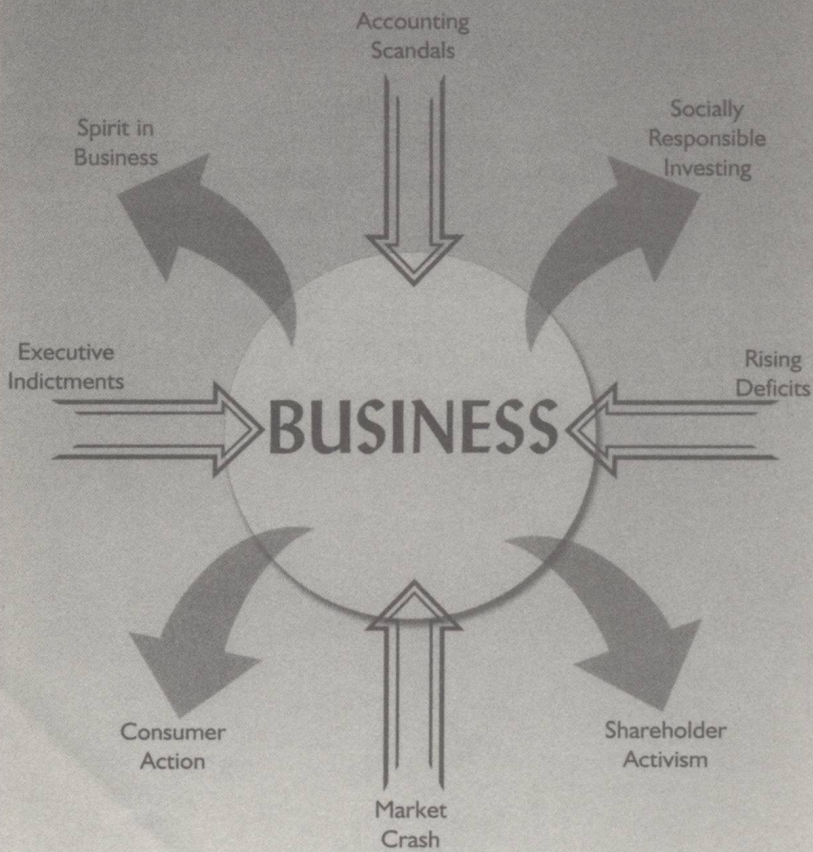 Accounting
Scandals
Spirit in
Business
Socially
Responsible
Investing
Executive
Indictments
BUSINESS
Rising
Deficits
Consumer
Action
Shareholder
Activism
Market
Crash